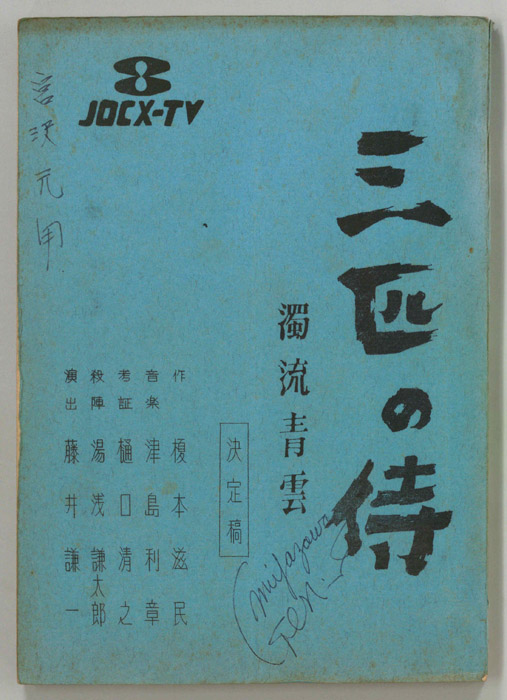 8
JOCX-TV
三匹の侍
濁流青雲
決定稿
作 榎本滋民
音楽 津島利章
考証 樋口清之
殺陣 湯浅謙太郎
演出 藤井謙一
宮沢元
Miyazawa
Gen